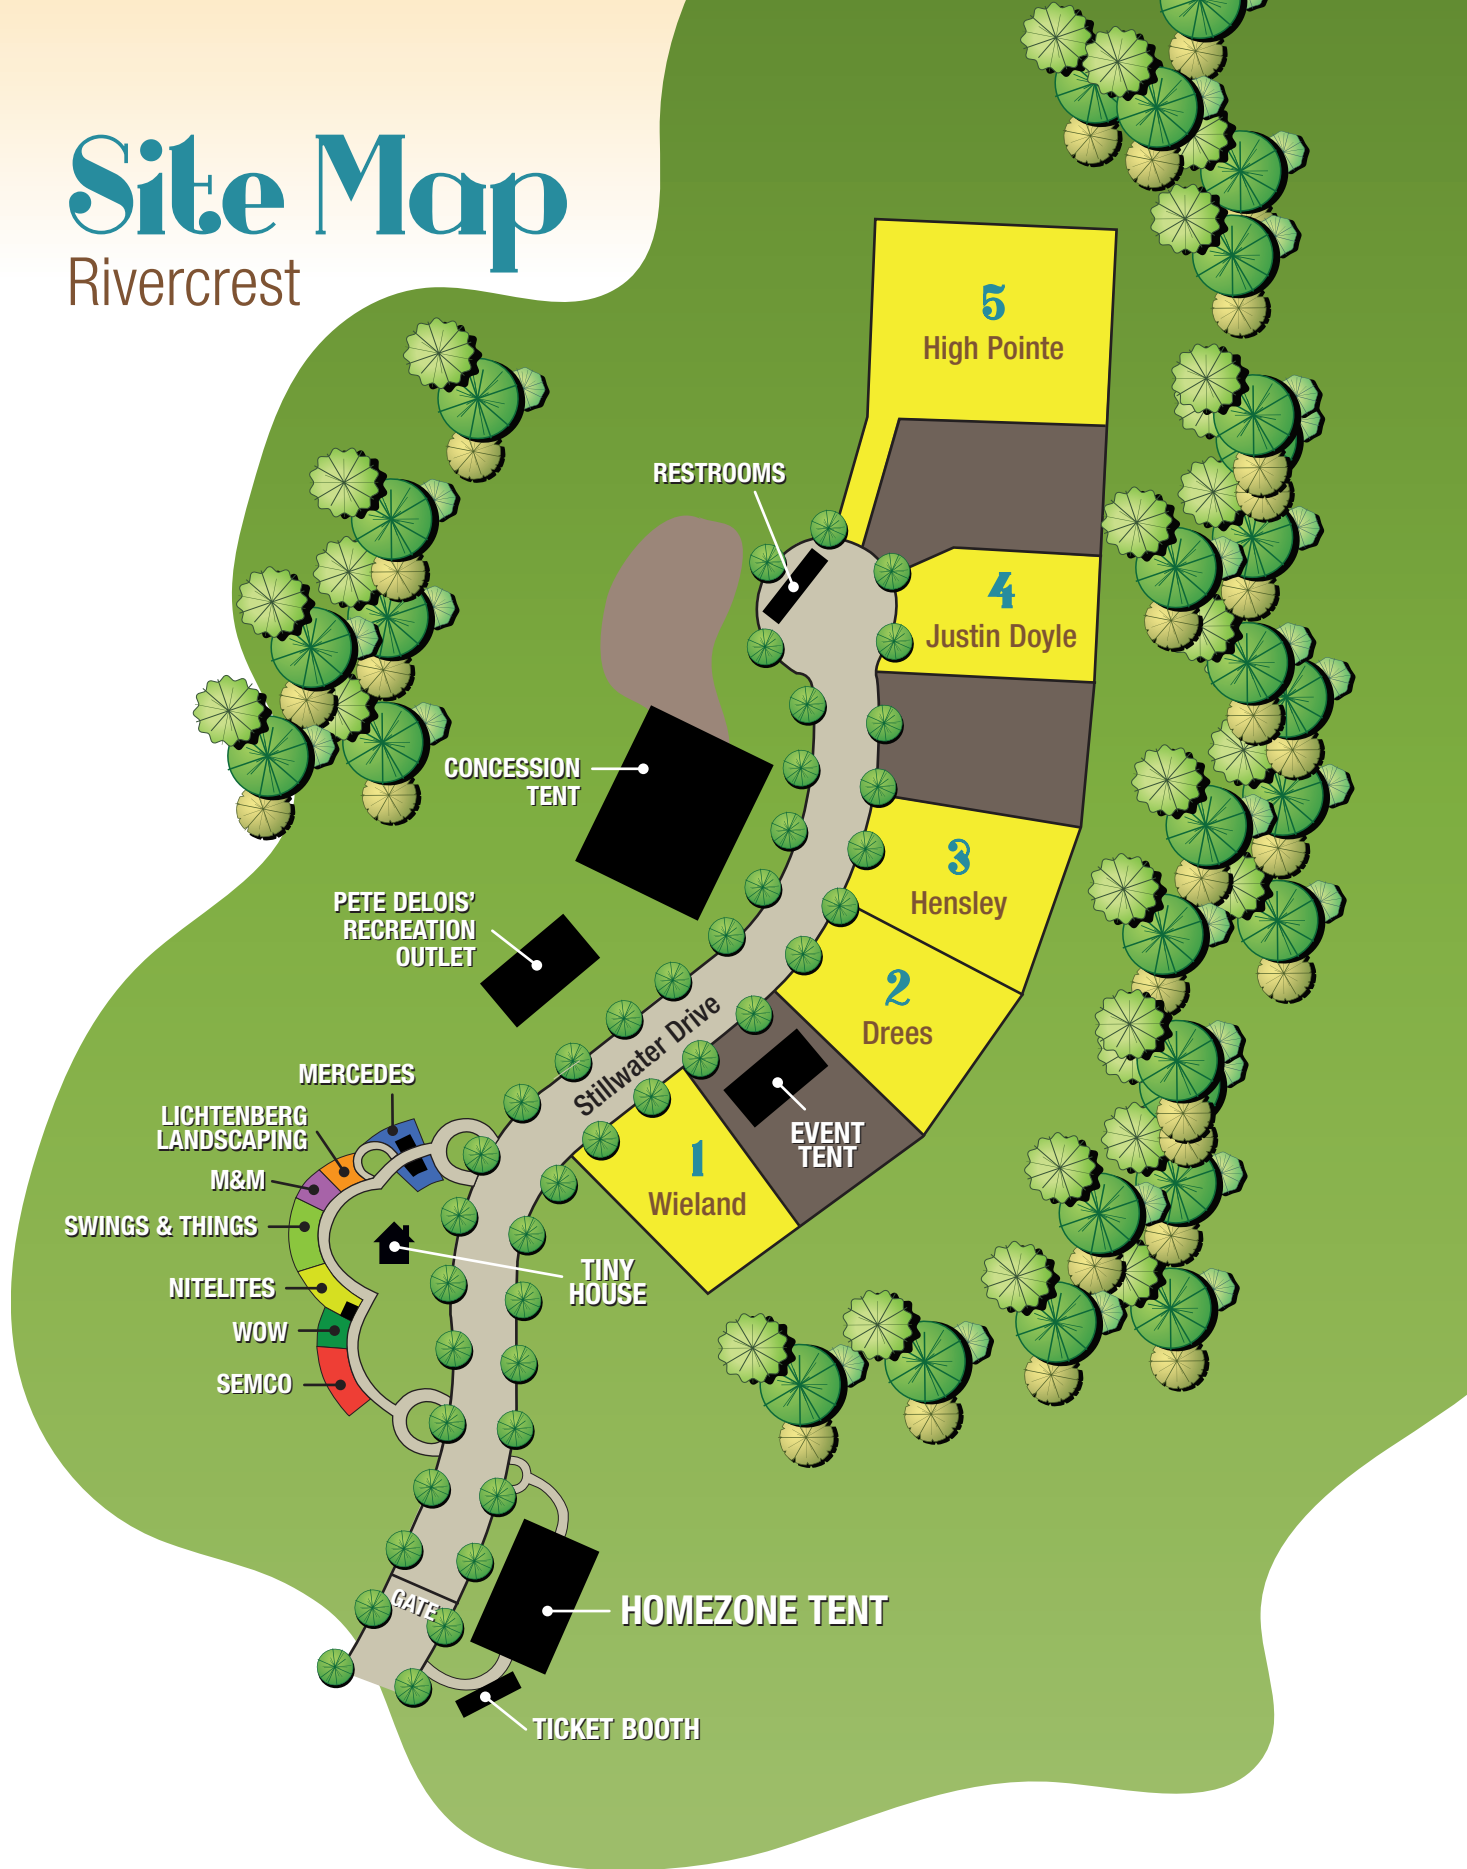 Site Map
Rivercrest
5
High Pointe
RESTROOMS
4
Justin Doyle
CONCESSION
TENT
3
Hensley
PETE DELOIS'
RECREATION
OUTLET
2
Drees
Stillwater Drive
MERCEDES
LICHTENBERG
LANDSCAPING
EVENT
TENT
1
Wieland
M&M
SWINGS & THINGS
TINY
HOUSE
NITELITES
WOW
SEMCO
GATE
HOMEZONE TENT
TICKET BOOTH